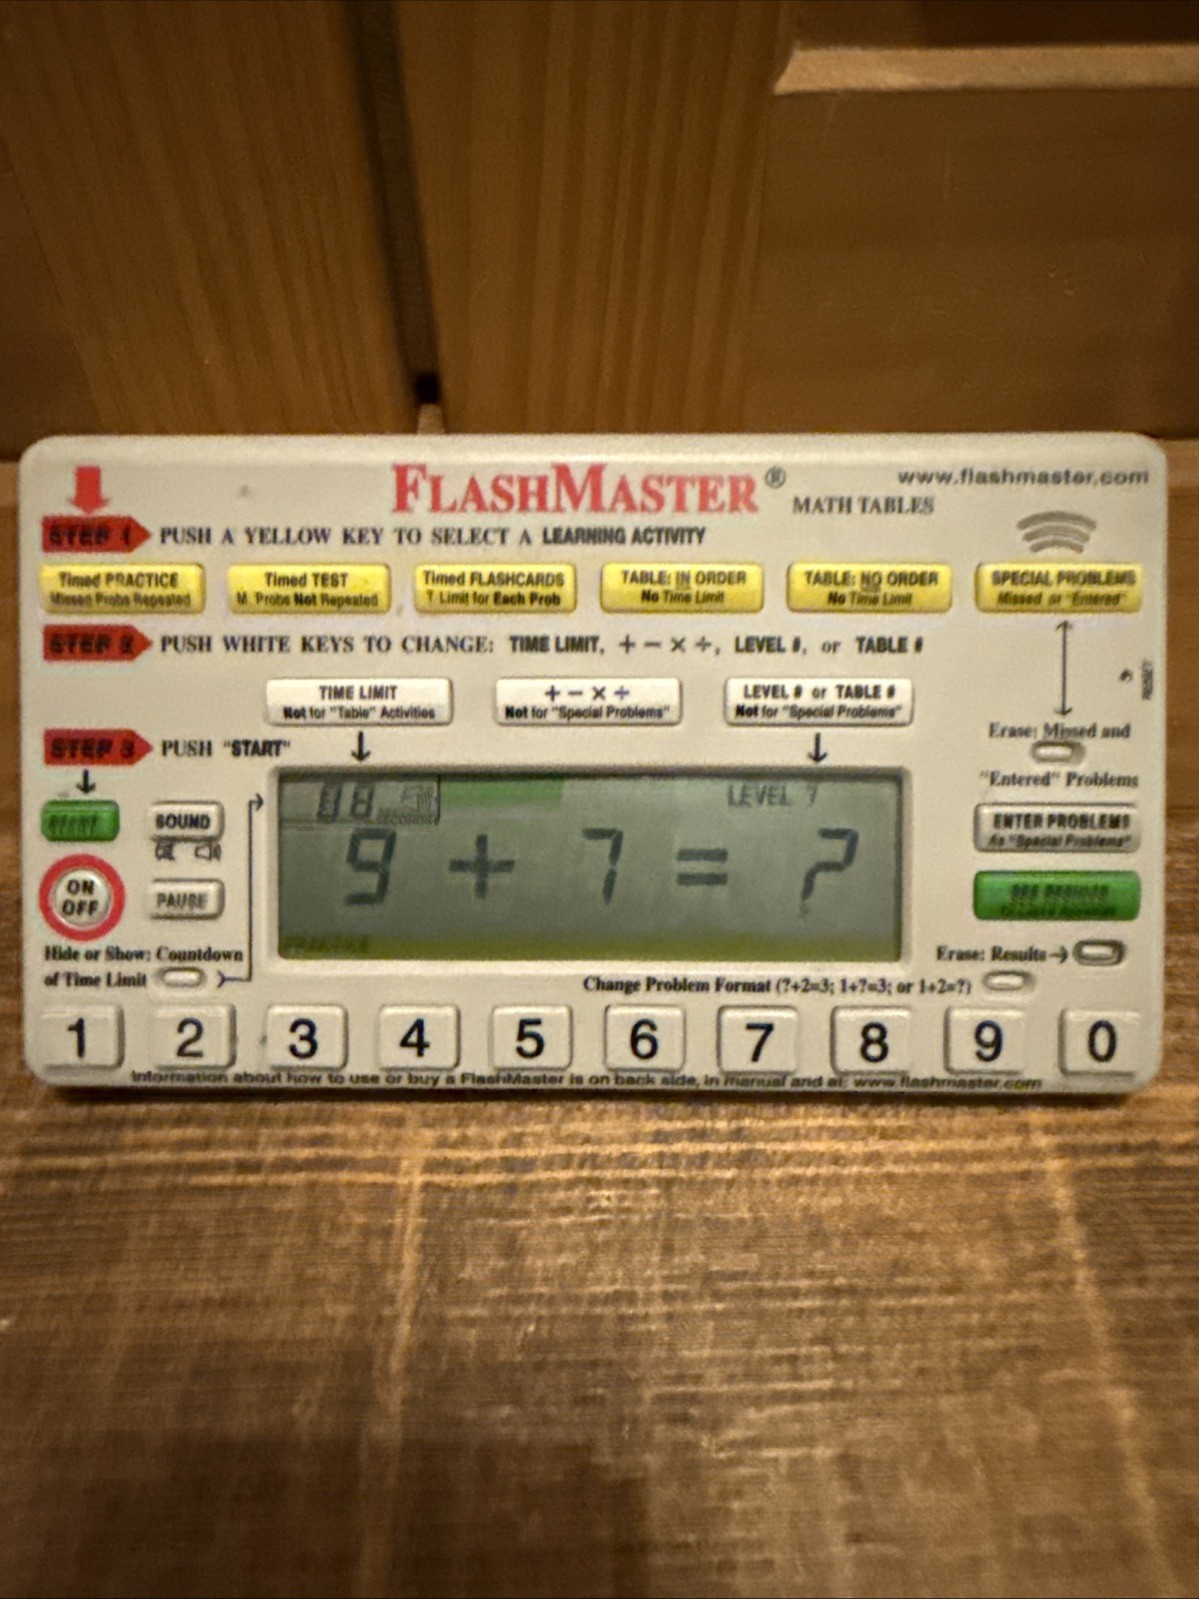 FLASHMASTER®
www.flashmaster.com
MATH TABLES
STEP 1 PUSH A YELLOW KEY TO SELECT A LEARNING ACTIVITY
Timed PRACTICE
Missed Probs Repeated
Timed TEST
M. Probs Not Repeated
Timed FLASHCARDS
T Limit for Each Prob
TABLE: IN ORDER
No Time Limit
TABLE: NO ORDER
No Time Limit
SPECIAL PROBLEMS
Missed or "Entered"
STEP 2 PUSH WHITE KEYS TO CHANGE: TIME LIMIT, + − × ÷, LEVEL #, or TABLE #
TIME LIMIT
Not for "Table" Activities
+ − × ÷
Not for "Special Problems"
LEVEL # or TABLE #
Not for "Special Problems"
Erase: Missed and
"Entered" Problems
STEP 3 PUSH "START"
START
SOUND
ON
OFF
PAUSE
LEVEL 7
9 + 7 = ?
ENTER PROBLEMS
As "Special Problems"
Hide or Show: Countdown
of Time Limit
Erase: Results→
Change Problem Format (?+2=3; 1+?=3; or 1+2=?)
1 2 3 4 5 6 7 8 9 0
Information about how to use or buy a FlashMaster is on back side, in manual and at: www.flashmaster.com